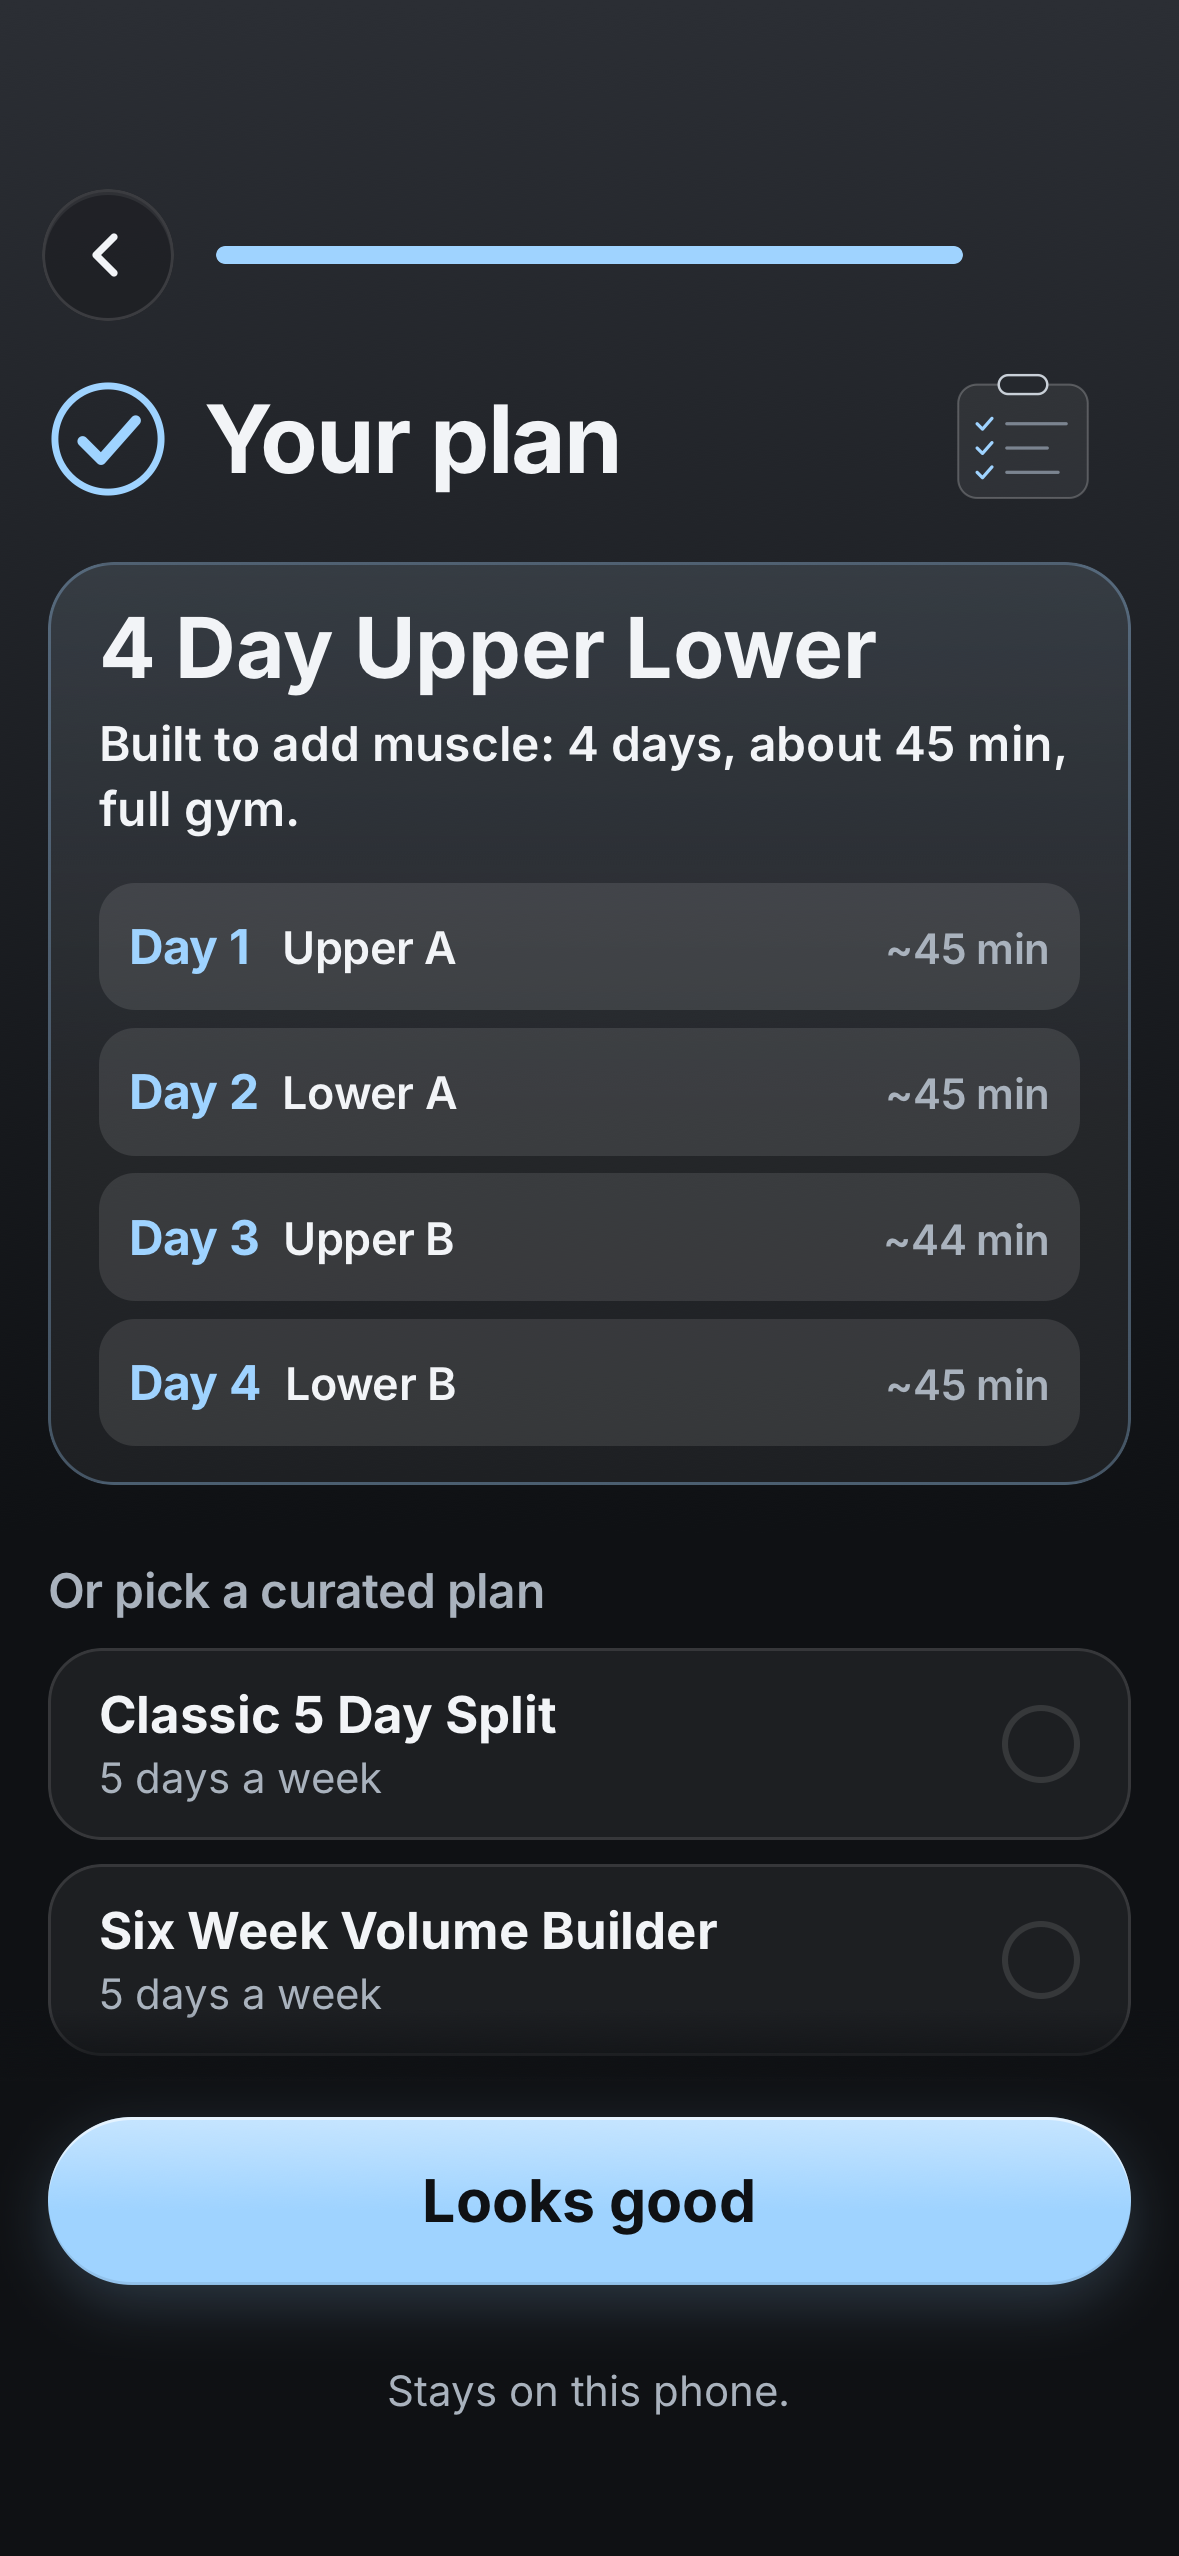 Your plan
4 Day Upper Lower
Built to add muscle: 4 days, about 45 min,
full gym.
Day 1 Upper A ~45 min
Day 2 Lower A ~45 min
Day 3 Upper B ~44 min
Day 4 Lower B ~45 min
Or pick a curated plan
Classic 5 Day Split
5 days a week
Six Week Volume Builder
5 days a week
Looks good
Stays on this phone.